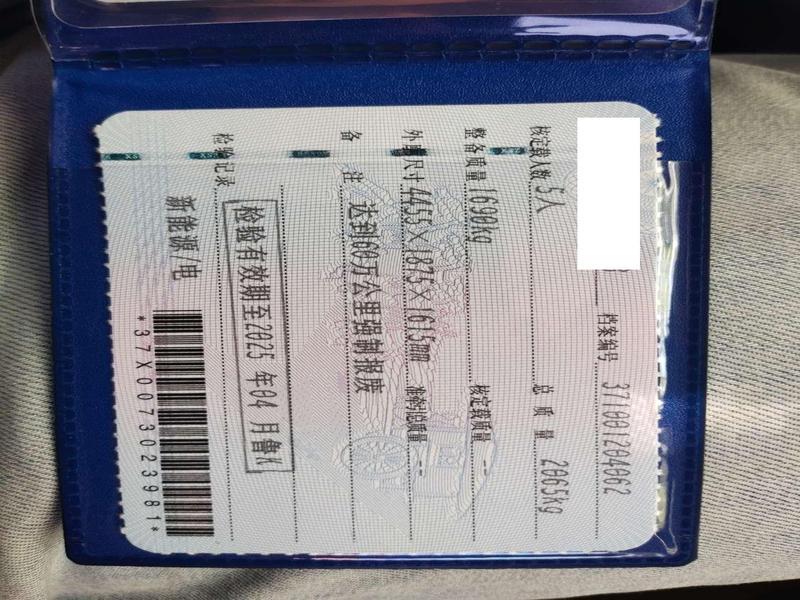 档案编号 371001204062
核定载人数 5人 总质量 2065kg
整备质量 1690kg 核定载质量 --
外廓尺寸 4455×1875×1615mm 准牵总质量 --
备注 达到60万公里强制报废
检验记录 检验有效期至2025年04月鲁K
新能源/电
*37X0073023981*